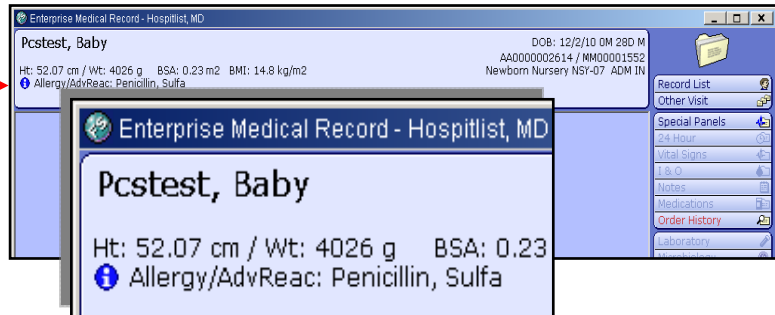 Enterprise Medical Record - Hospitlist, MD
Pcstest, Baby
DOB: 12/2/10 0M 28D M
AA0000002614 / MM00001552
Ht: 52.07 cm / Wt: 4026 g BSA: 0.23 m2 BMI: 14.8 kg/m2
Newborn Nursery NSY-07 ADM IN
Allergy/AdvReac: Penicillin, Sulfa
Record List
Other Visit
Special Panels
24 Hour
Vital Signs
I & O
Notes
Medications
Order History
Laboratory
Microbiology
Enterprise Medical Record - Hospitlist, MD
Pcstest, Baby
Ht: 52.07 cm / Wt: 4026 g BSA: 0.23
Allergy/AdvReac: Penicillin, Sulfa